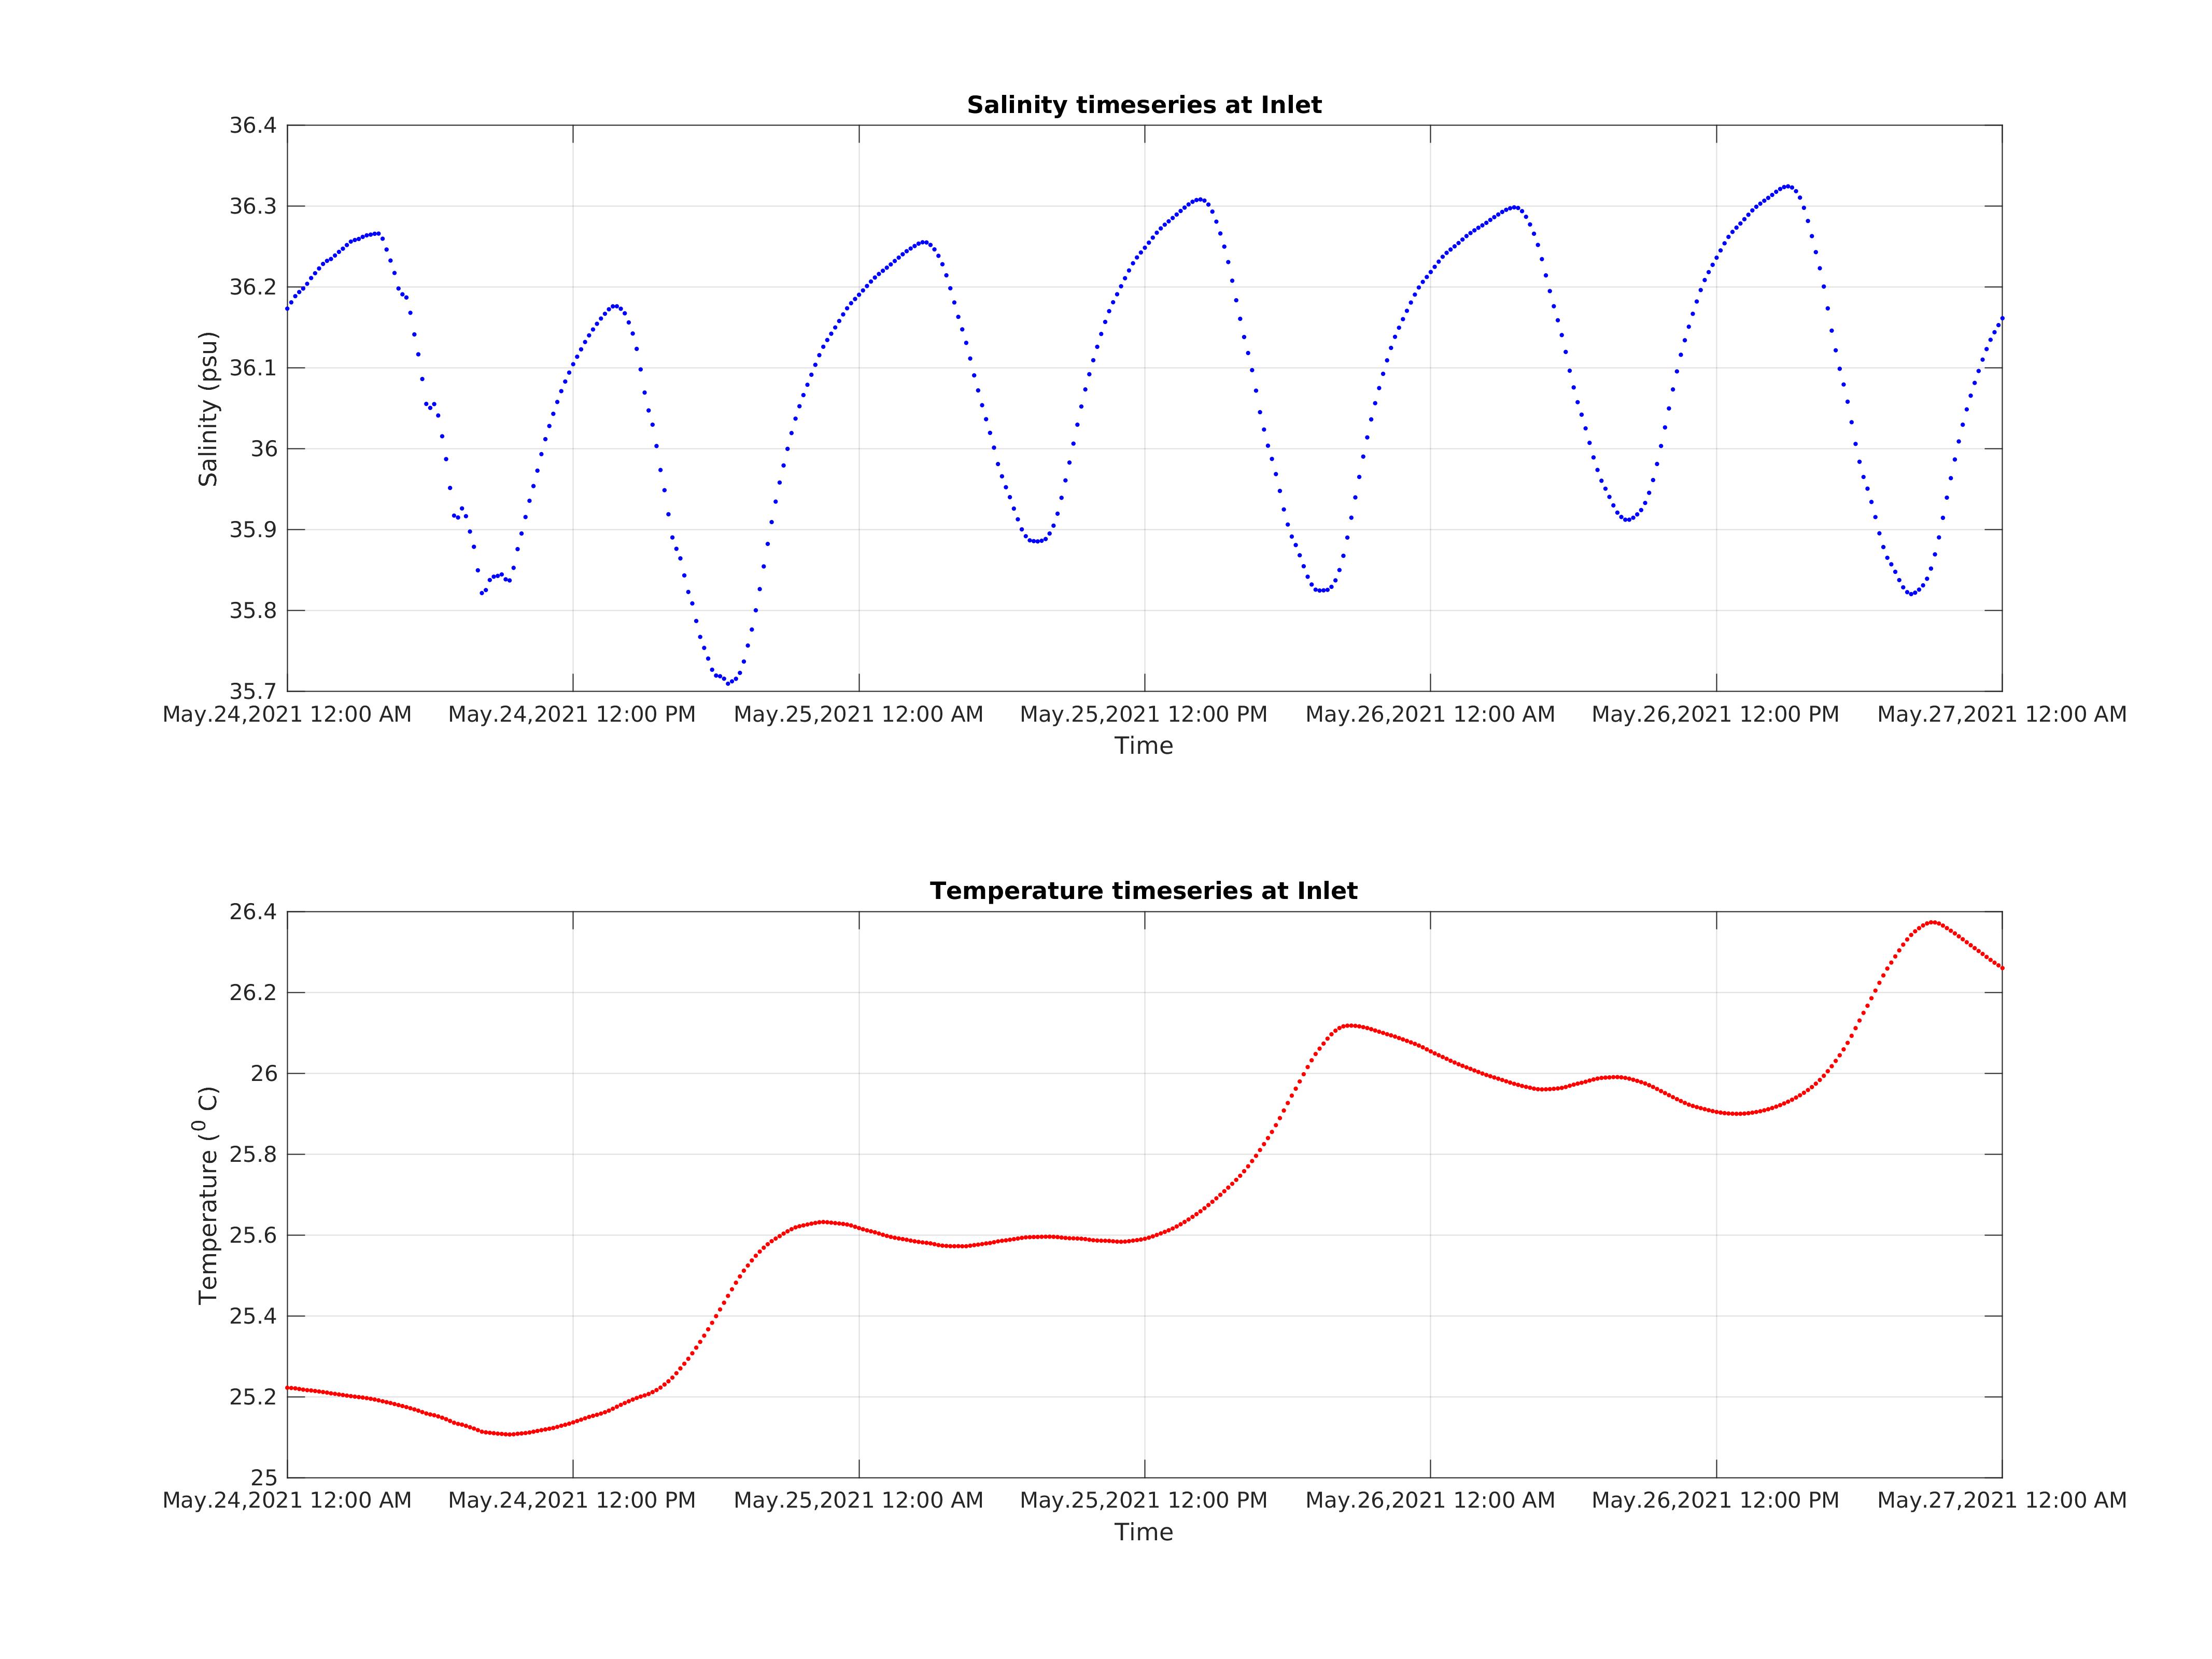 Salinity timeseries at Inlet
36.4
36.3
36.2
36.1
36
35.9
35.8
35.7
Salinity (psu)
May.24,2021 12:00 AM May.24,2021 12:00 PM May.25,2021 12:00 AM May.25,2021 12:00 PM May.26,2021 12:00 AM May.26,2021 12:00 PM May.27,2021 12:00 AM
Time
Temperature timeseries at Inlet
26.4
26.2
26
25.8
25.6
25.4
25.2
25
Temperature (⁰ C)
May.24,2021 12:00 AM May.24,2021 12:00 PM May.25,2021 12:00 AM May.25,2021 12:00 PM May.26,2021 12:00 AM May.26,2021 12:00 PM May.27,2021 12:00 AM
Time